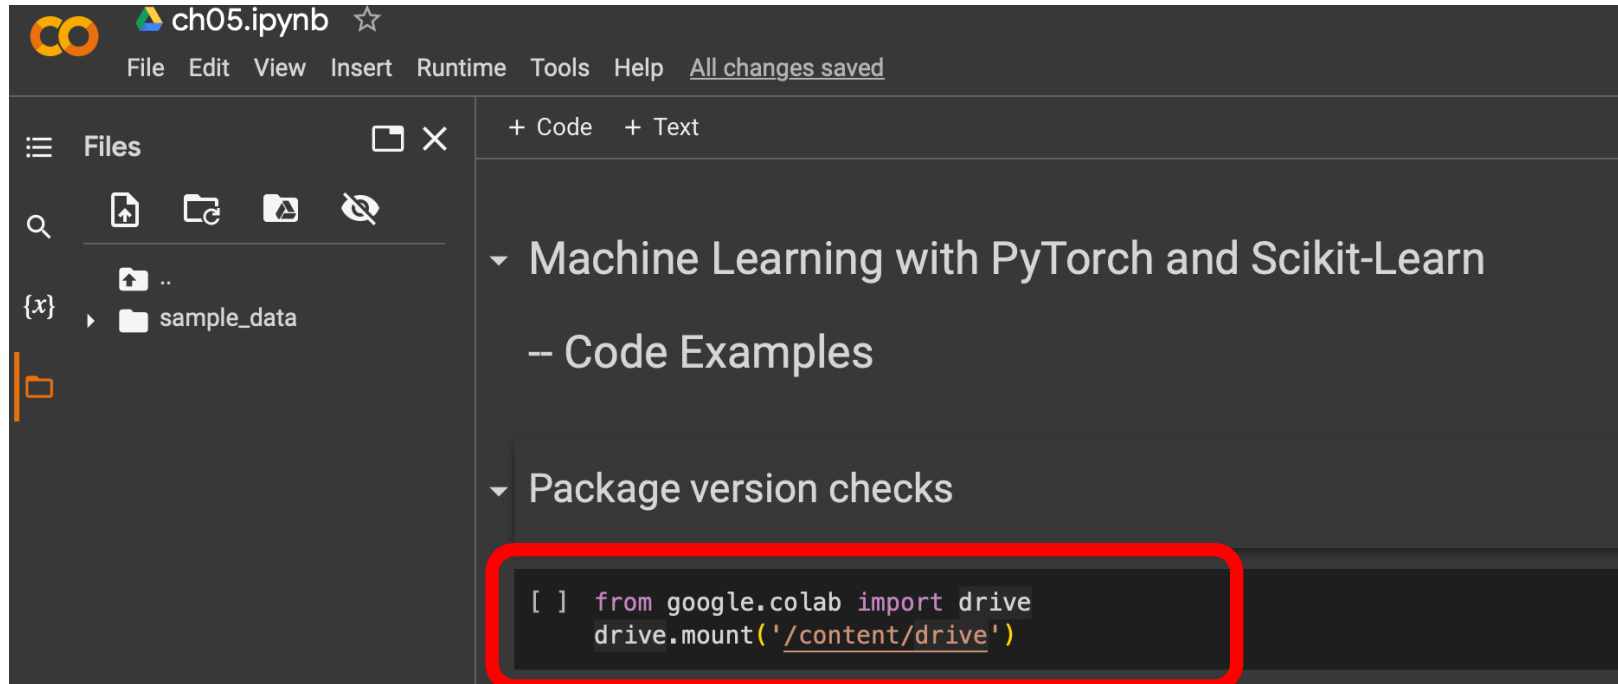 ch05.ipynb
File Edit View Insert Runtime Tools Help All changes saved
Files
+ Code + Text
..
sample_data
{x}
Machine Learning with PyTorch and Scikit-Learn
-- Code Examples
Package version checks
[ ] from google.colab import drive
drive.mount('/content/drive')